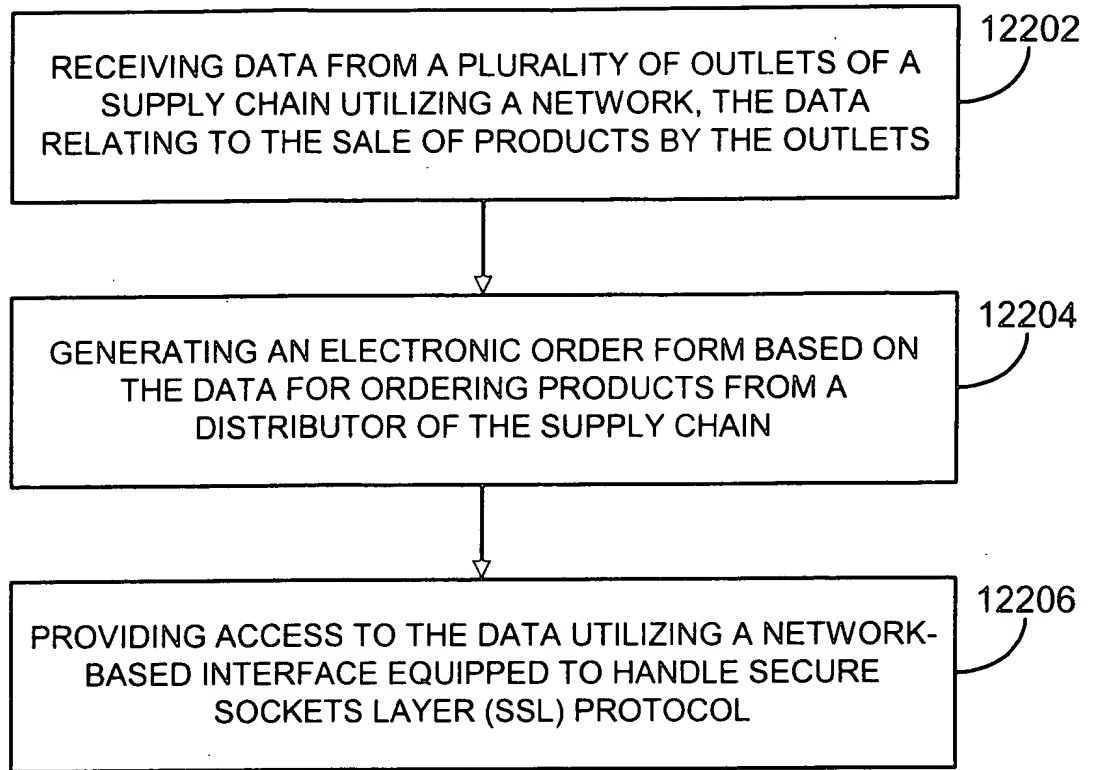 12202
RECEIVING DATA FROM A PLURALITY OF OUTLETS OF A
SUPPLY CHAIN UTILIZING A NETWORK, THE DATA
RELATING TO THE SALE OF PRODUCTS BY THE OUTLETS
12204
GENERATING AN ELECTRONIC ORDER FORM BASED ON
THE DATA FOR ORDERING PRODUCTS FROM A
DISTRIBUTOR OF THE SUPPLY CHAIN
12206
PROVIDING ACCESS TO THE DATA UTILIZING A NETWORK-
BASED INTERFACE EQUIPPED TO HANDLE SECURE
SOCKETS LAYER (SSL) PROTOCOL